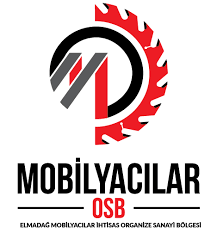 MOBİLYACILAR
OSB
ELMADAĞ MOBİLYACILAR İHTİSAS ORGANİZE SANAYİ BÖLGESİ